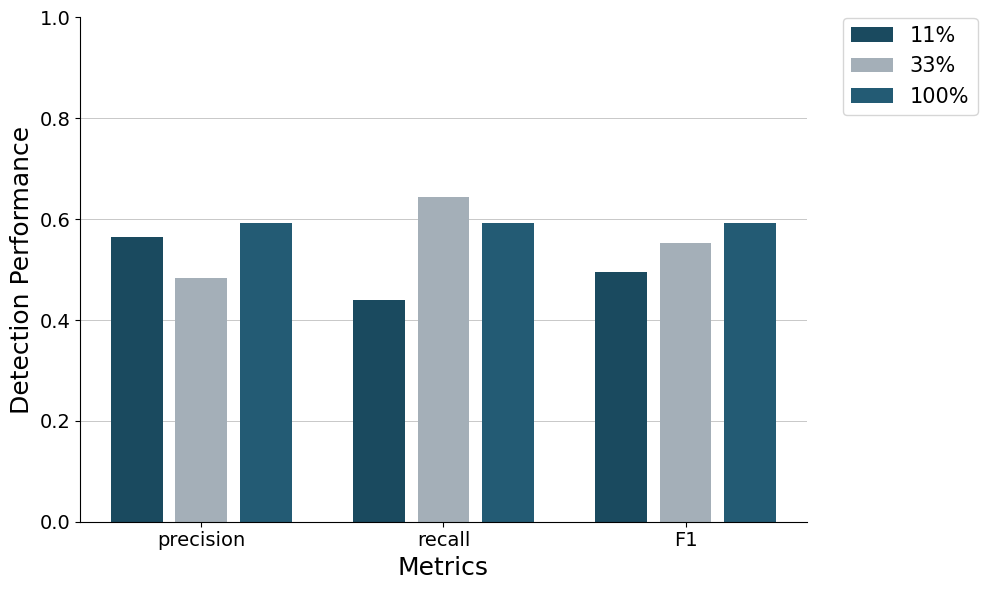 1.0
0.8
0.6
0.4
0.2
0.0
Detection Performance
precision
recall
F1
Metrics
11%
33%
100%